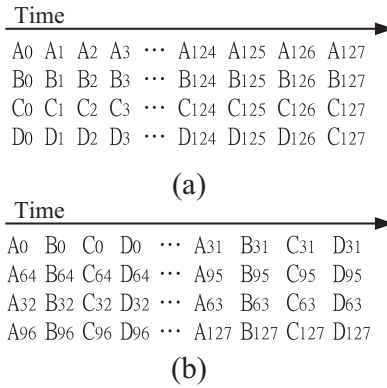 Time
A0 A1 A2 A3 ··· A124 A125 A126 A127
B0 B1 B2 B3 ··· B124 B125 B126 B127
C0 C1 C2 C3 ··· C124 C125 C126 C127
D0 D1 D2 D3 ··· D124 D125 D126 C127
(a)
Time
A0 B0 C0 D0 ··· A31 B31 C31 D31
A64 B64 C64 D64 ··· A95 B95 C95 D95
A32 B32 C32 D32 ··· A63 B63 C63 D63
A96 B96 C96 D96 ··· A127 B127 C127 D127
(b)